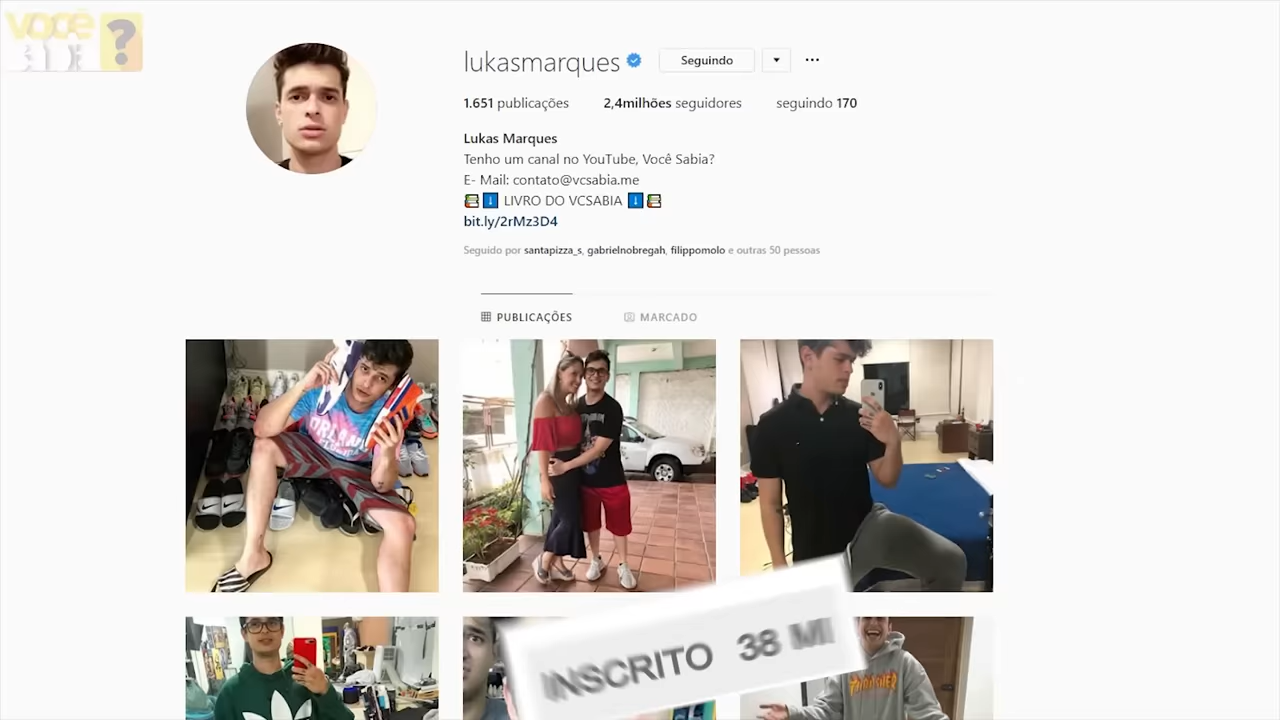 você
?
lukasmarques
Seguindo
1.651 publicações 2,4milhões seguidores seguindo 170
Lukas Marques
Tenho um canal no YouTube, Você Sabia?
E- Mail: contato@vcsabia.me
LIVRO DO VCSABIA
bit.ly/2rMz3D4
Seguido por santapizza_s, gabrielnobregah, filippomolo e outras 50 pessoas
PUBLICAÇÕES MARCADO
INSCRITO 38 MI
THRASHER